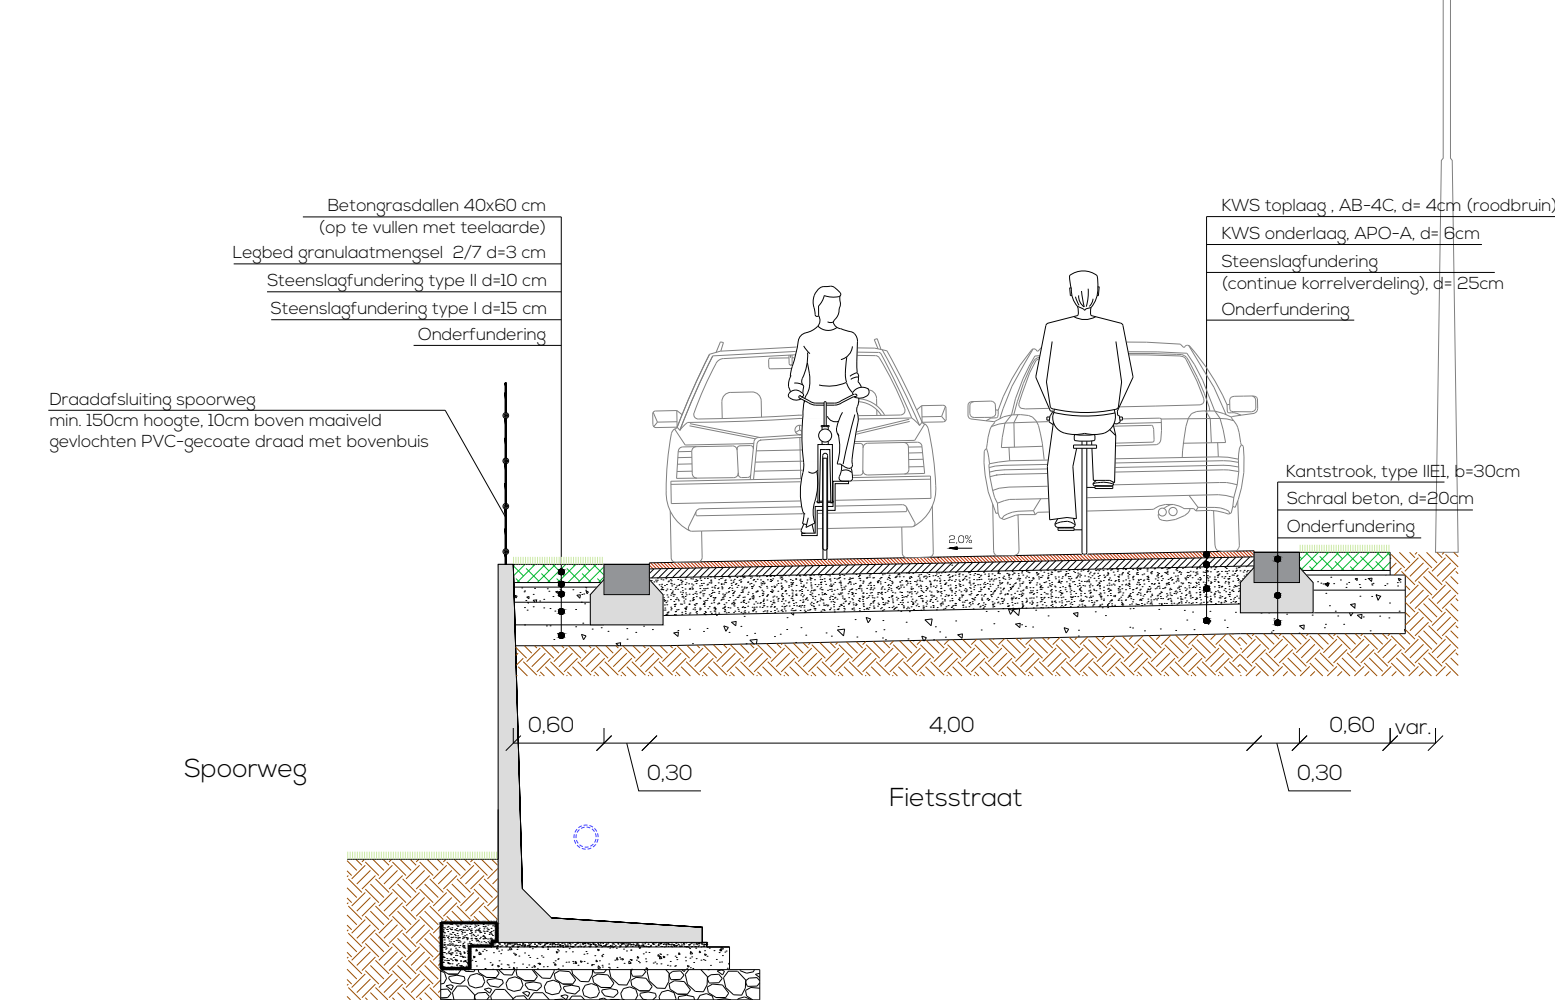 Betongrasdallen 40x60 cm
(op te vullen met teelaarde)
Legbed granulaatmengsel 2/7 d=3 cm
Steenslagfundering type II d=10 cm
Steenslagfundering type I d=15 cm
Onderfundering
KWS toplaag , AB-4C, d= 4cm (roodbruin)
KWS onderlaag, APO-A, d= 6cm
Steenslagfundering
(continue korrelverdeling), d= 25cm
Onderfundering
Draadafsluiting spoorweg
min. 150cm hoogte, 10cm boven maaiveld
gevlochten PVC-gecoate draad met bovenbuis
Kantstrook, type IIE1, b=30cm
Schraal beton, d=20cm
Onderfundering
2,0%
0,60
4,00
0,60
var.
0,30
0,30
Spoorweg
Fietsstraat